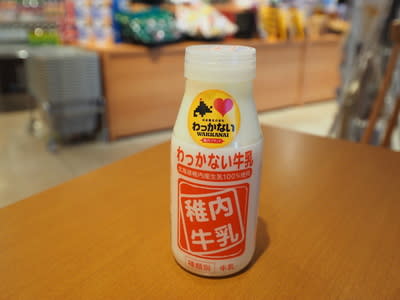 わっかない
WAKKANAI
わっかない牛乳
北海道稚内産生乳100%使用
稚内
牛乳
種類別 牛乳